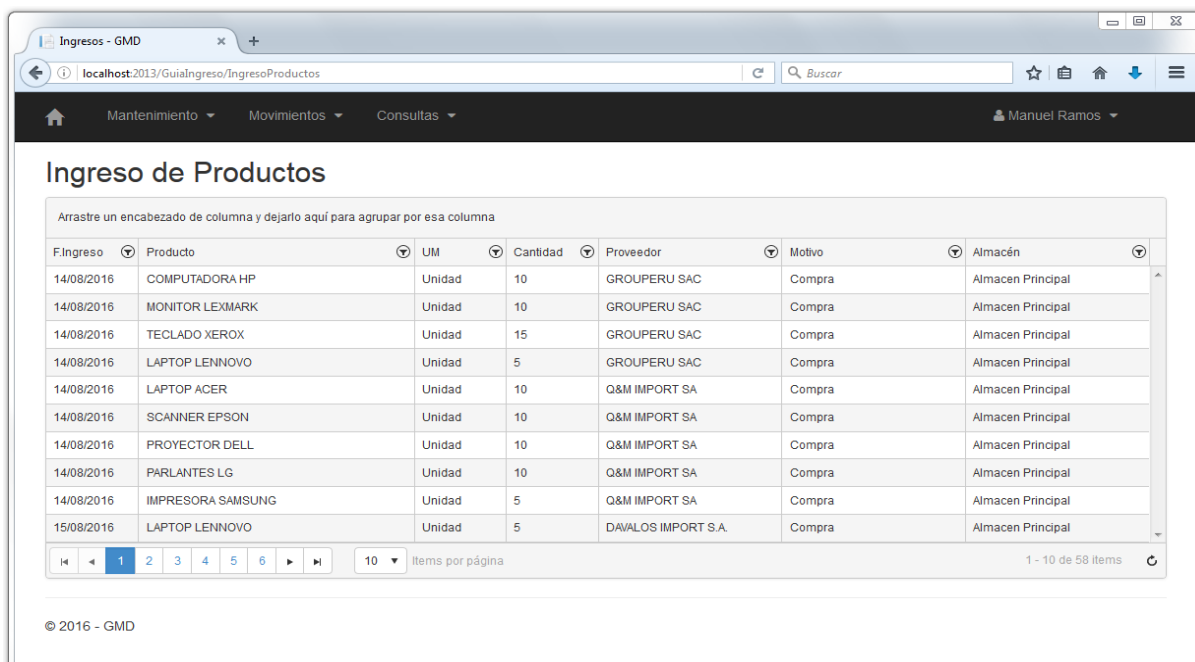 Ingresos - GMD × +
localhost:2013/GuiaIngreso/IngresoProductos Buscar
Mantenimiento Movimientos Consultas Manuel Ramos
Ingreso de Productos
Arrastre un encabezado de columna y dejarlo aquí para agrupar por esa columna
F.Ingreso Producto UM Cantidad Proveedor Motivo Almacén
14/08/2016 COMPUTADORA HP Unidad 10 GROUPERU SAC Compra Almacen Principal
14/08/2016 MONITOR LEXMARK Unidad 10 GROUPERU SAC Compra Almacen Principal
14/08/2016 TECLADO XEROX Unidad 15 GROUPERU SAC Compra Almacen Principal
14/08/2016 LAPTOP LENNOVO Unidad 5 GROUPERU SAC Compra Almacen Principal
14/08/2016 LAPTOP ACER Unidad 10 Q&M IMPORT SA Compra Almacen Principal
14/08/2016 SCANNER EPSON Unidad 10 Q&M IMPORT SA Compra Almacen Principal
14/08/2016 PROYECTOR DELL Unidad 10 Q&M IMPORT SA Compra Almacen Principal
14/08/2016 PARLANTES LG Unidad 10 Q&M IMPORT SA Compra Almacen Principal
14/08/2016 IMPRESORA SAMSUNG Unidad 5 Q&M IMPORT SA Compra Almacen Principal
15/08/2016 LAPTOP LENNOVO Unidad 5 DAVALOS IMPORT S.A. Compra Almacen Principal
1 2 3 4 5 6 10 Items por página 1 - 10 de 58 items
© 2016 - GMD